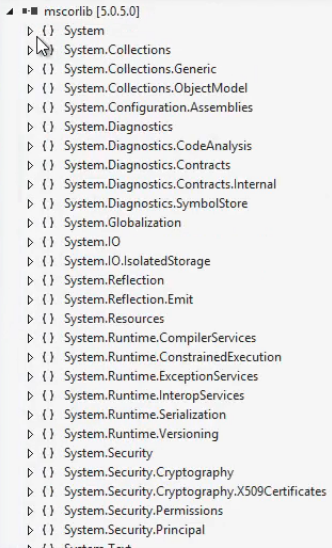 mscorlib [5.0.5.0]
{ } System
{ } System.Collections
{ } System.Collections.Generic
{ } System.Collections.ObjectModel
{ } System.Configuration.Assemblies
{ } System.Diagnostics
{ } System.Diagnostics.CodeAnalysis
{ } System.Diagnostics.Contracts
{ } System.Diagnostics.Contracts.Internal
{ } System.Diagnostics.SymbolStore
{ } System.Globalization
{ } System.IO
{ } System.IO.IsolatedStorage
{ } System.Reflection
{ } System.Reflection.Emit
{ } System.Resources
{ } System.Runtime.CompilerServices
{ } System.Runtime.ConstrainedExecution
{ } System.Runtime.ExceptionServices
{ } System.Runtime.InteropServices
{ } System.Runtime.Serialization
{ } System.Runtime.Versioning
{ } System.Security
{ } System.Security.Cryptography
{ } System.Security.Cryptography.X509Certificates
{ } System.Security.Permissions
{ } System.Security.Principal
{ } System.Text